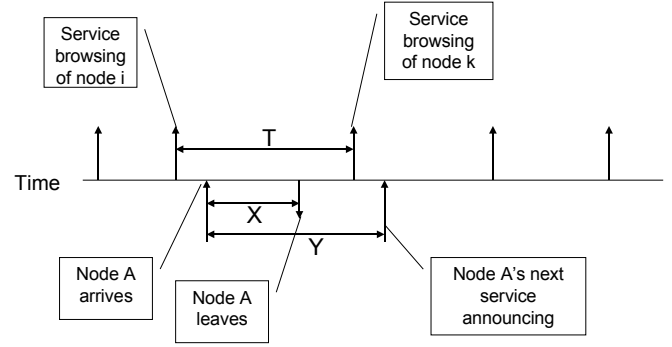 Service
browsing
of node i
Service
browsing
of node k
T
Time
X
Y
Node A
arrives
Node A
leaves
Node A's next
service
announcing